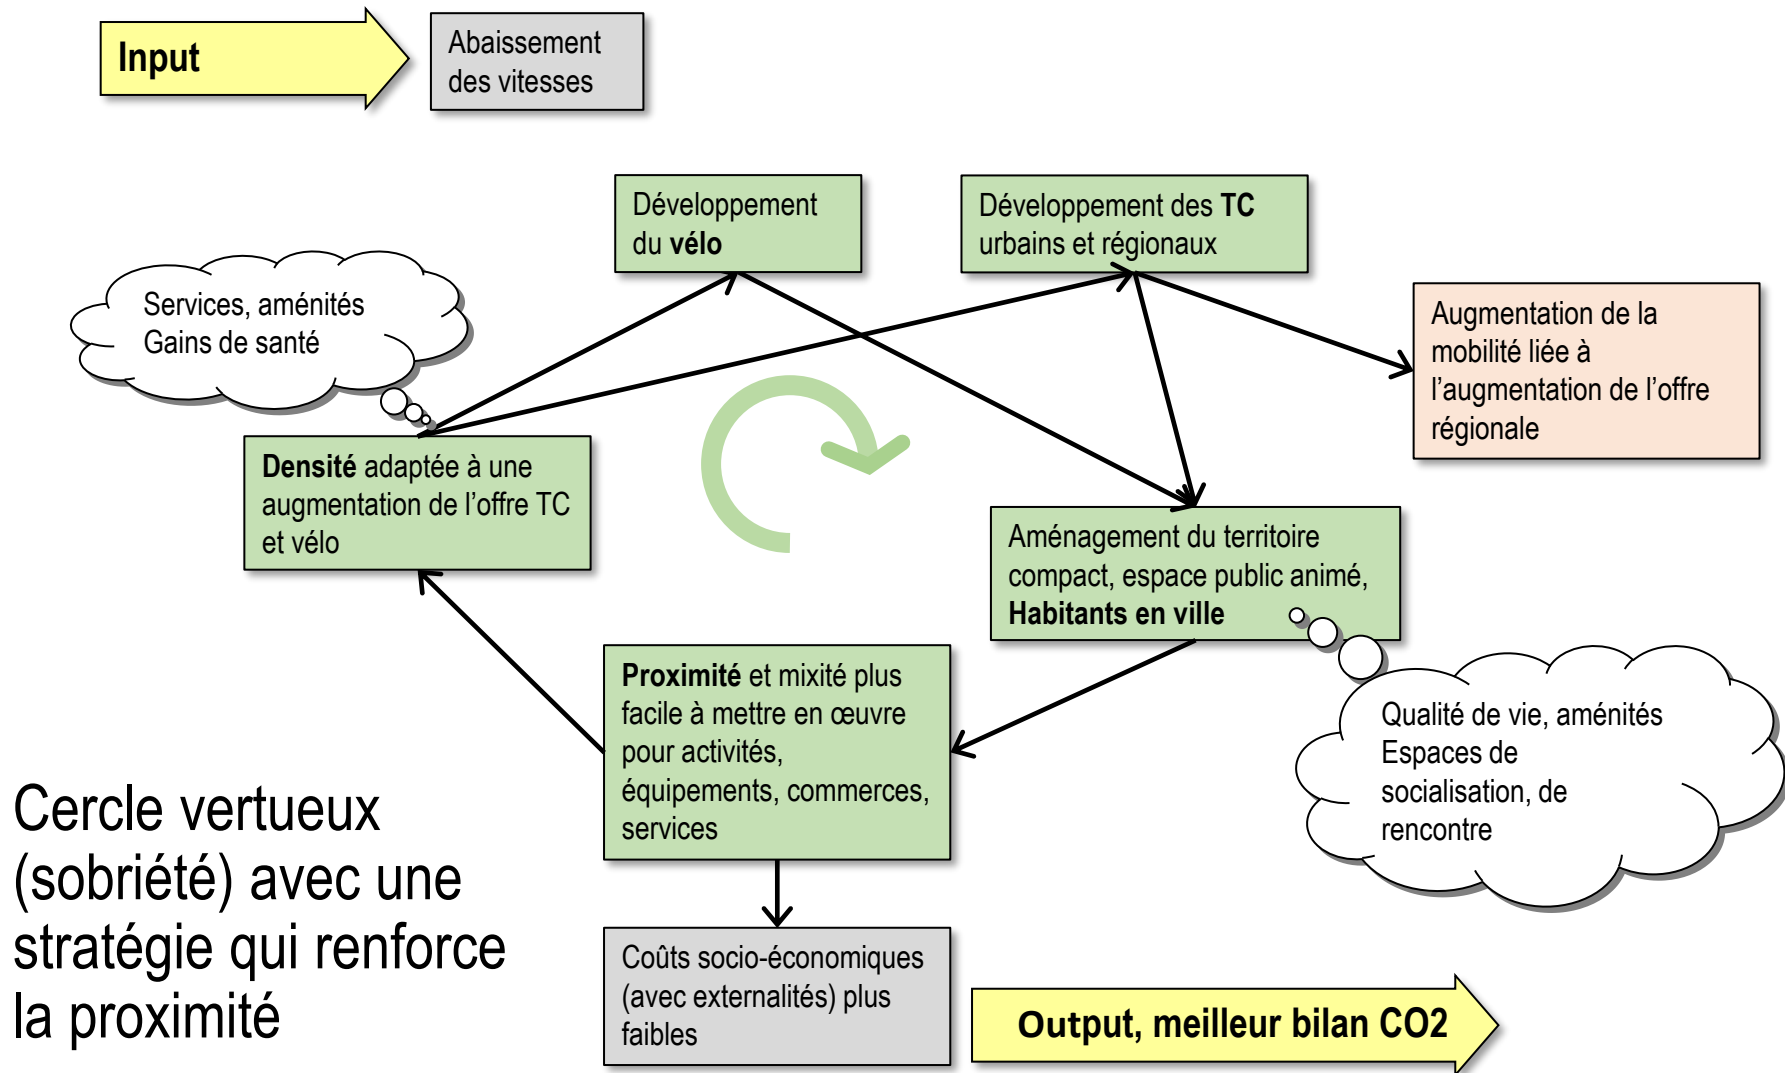 Input
Abaissement
des vitesses
Développement
du vélo
Développement des TC
urbains et régionaux
Services, aménités
Gains de santé
Augmentation de la
mobilité liée à
l’augmentation de l’offre
régionale
Densité adaptée à une
augmentation de l’offre TC
et vélo
Aménagement du territoire
compact, espace public animé,
Habitants en ville
Proximité et mixité plus
facile à mettre en œuvre
pour activités,
équipements, commerces,
services
Qualité de vie, aménités
Espaces de
socialisation, de
rencontre
Cercle vertueux
(sobriété) avec une
stratégie qui renforce
la proximité
Coûts socio-économiques
(avec externalités) plus
faibles
Output, meilleur bilan CO2